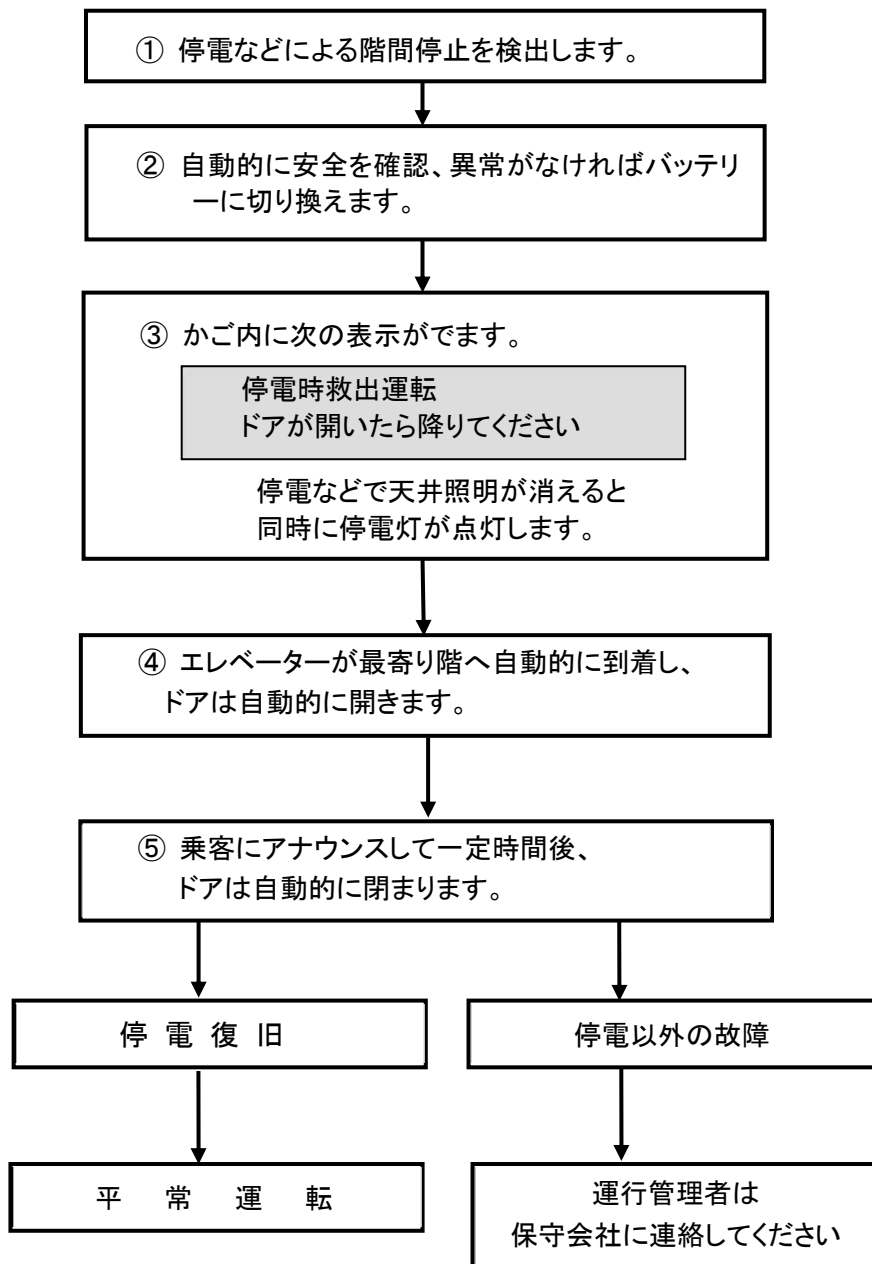 ① 停電などによる階間停止を検出します。
② 自動的に安全を確認、異常がなければバッテリ
ーに切り換えます。
③ かご内に次の表示がでます。
停電時救出運転
ドアが開いたら降りてください
停電などで天井照明が消えると
同時に停電灯が点灯します。
④ エレベーターが最寄り階へ自動的に到着し、
ドアは自動的に開きます。
⑤ 乗客にアナウンスして一定時間後、
ドアは自動的に閉まります。
停 電 復 旧
停電以外の故障
平 常 運 転
運行管理者は
保守会社に連絡してください